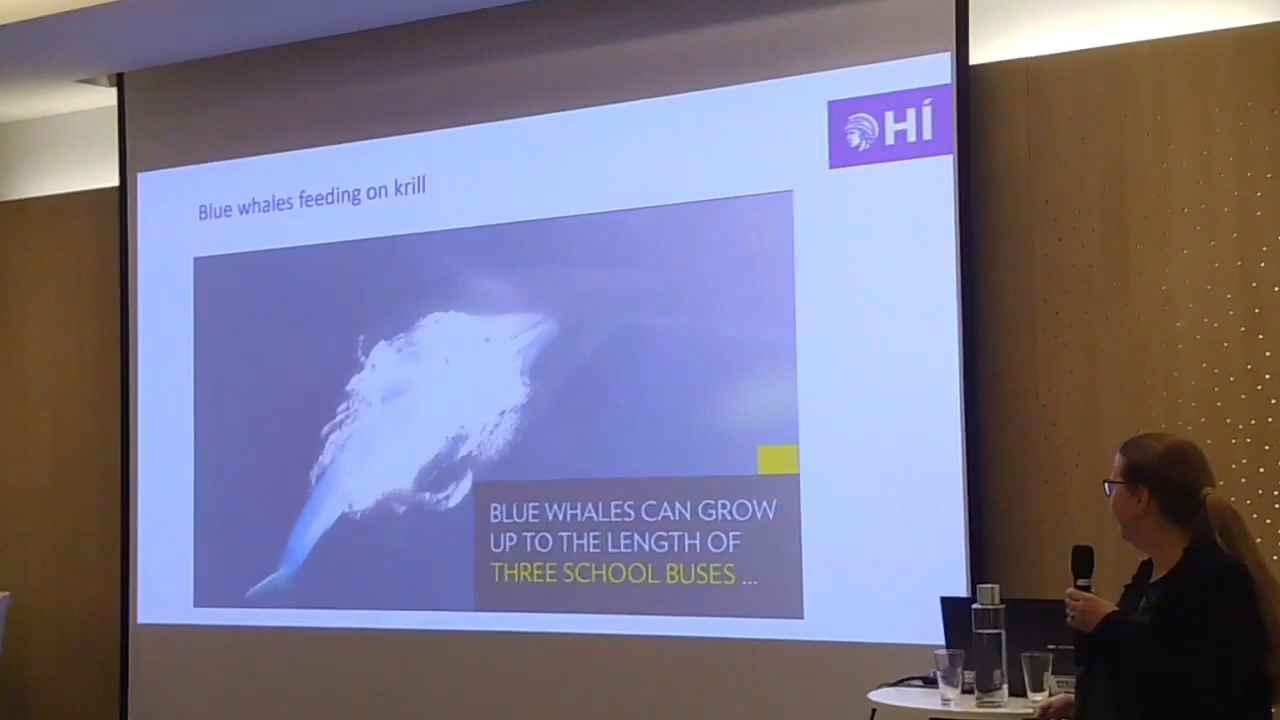 Blue whales feeding on krill
HÍ
BLUE WHALES CAN GROW
UP TO THE LENGTH OF
THREE SCHOOL BUSES ...